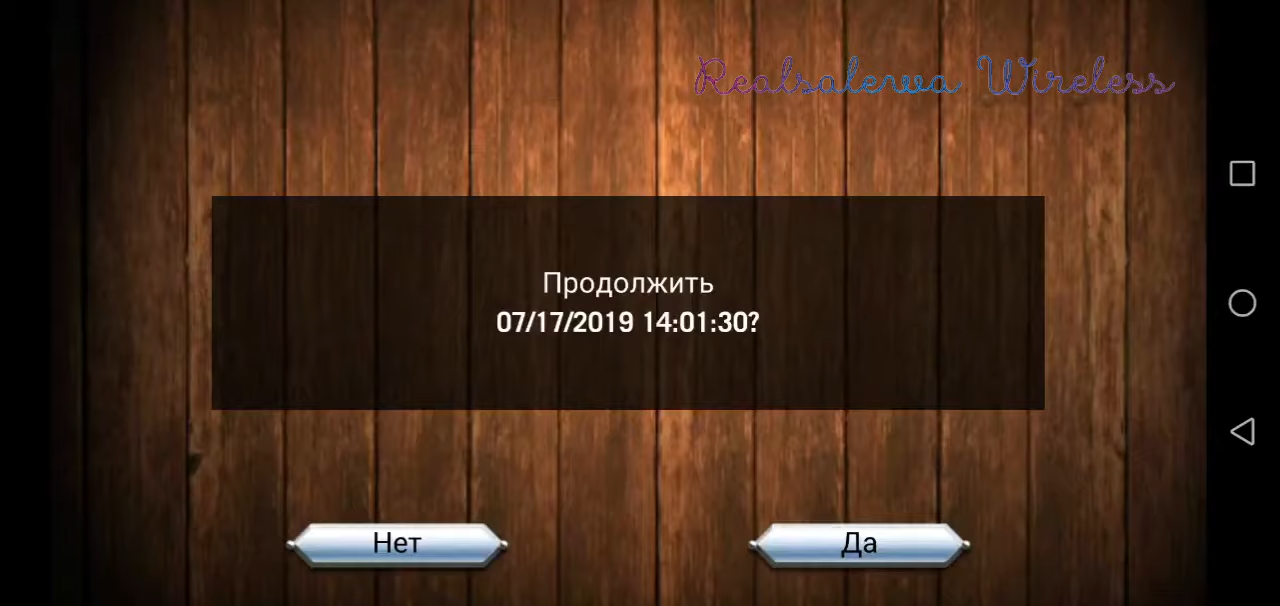 Realsalerwa Wireless
Продолжить
07/17/2019 14:01:30?
Нет
Да